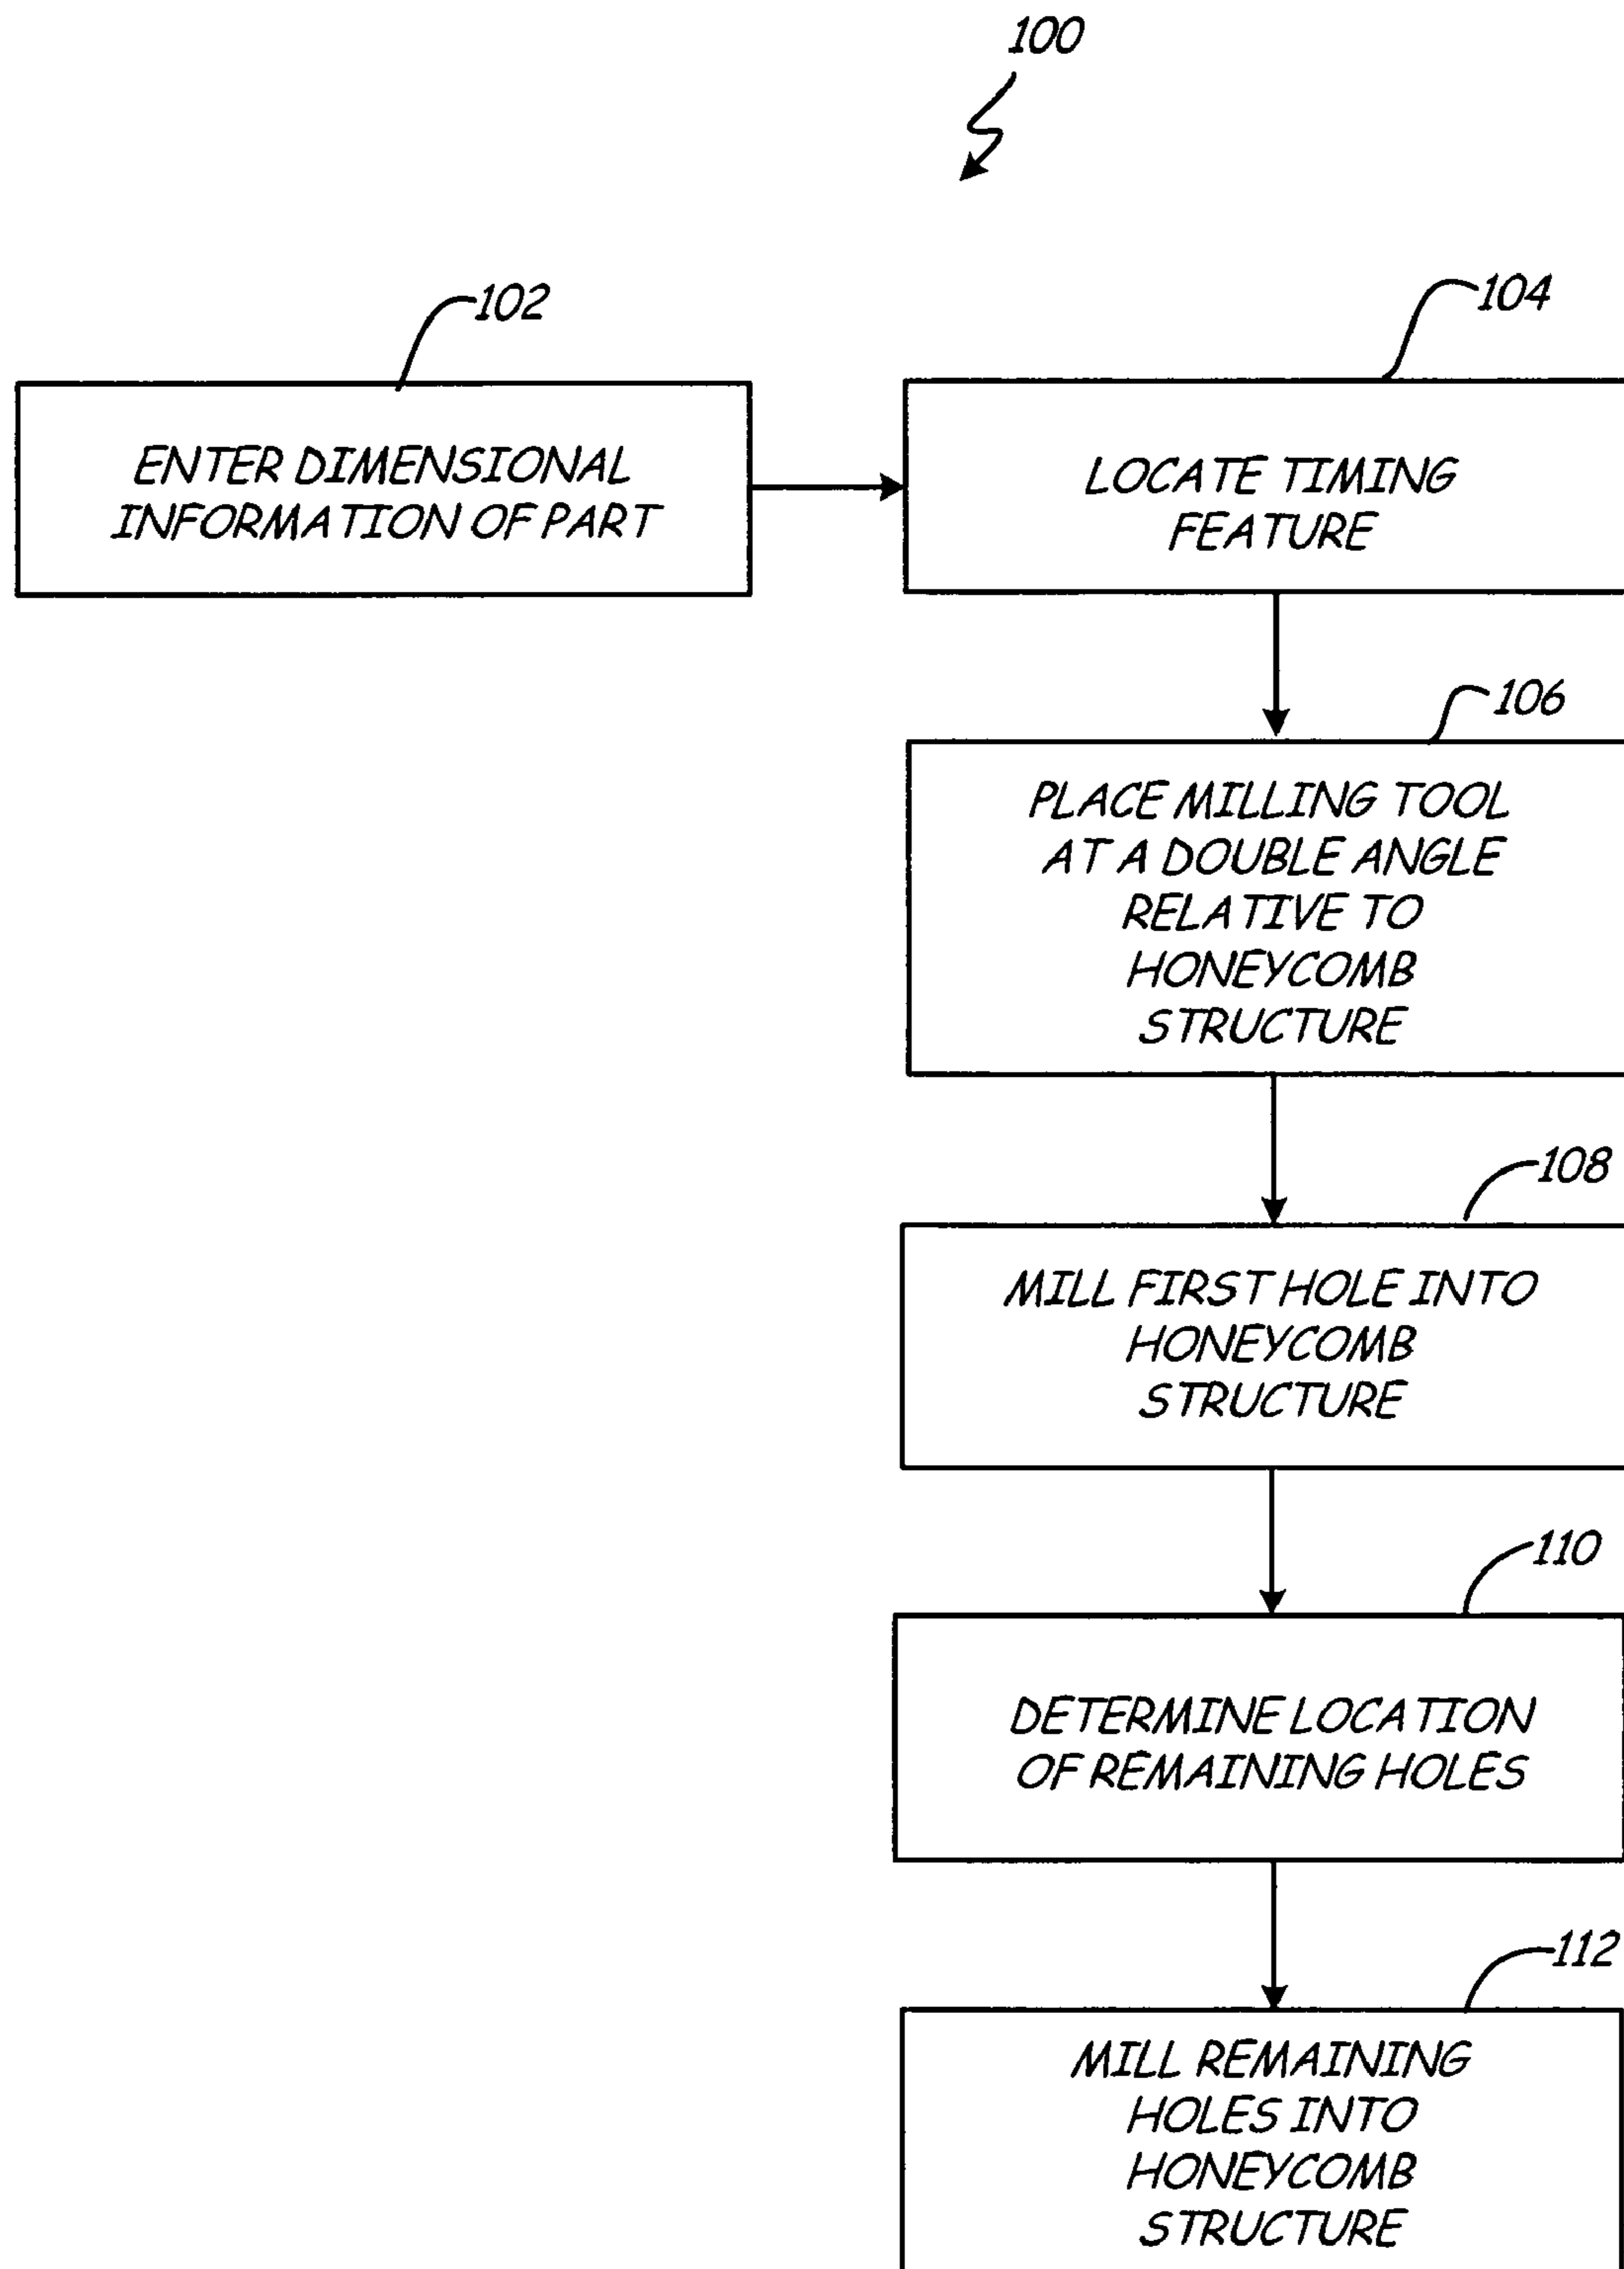 100
102
ENTER DIMENSIONAL
INFORMATION OF PART
104
LOCATE TIMING
FEATURE
106
PLACE MILLING TOOL
AT A DOUBLE ANGLE
RELATIVE TO
HONEYCOMB
STRUCTURE
108
MILL FIRST HOLE INTO
HONEYCOMB
STRUCTURE
110
DETERMINE LOCATION
OF REMAINING HOLES
112
MILL REMAINING
HOLES INTO
HONEYCOMB
STRUCTURE